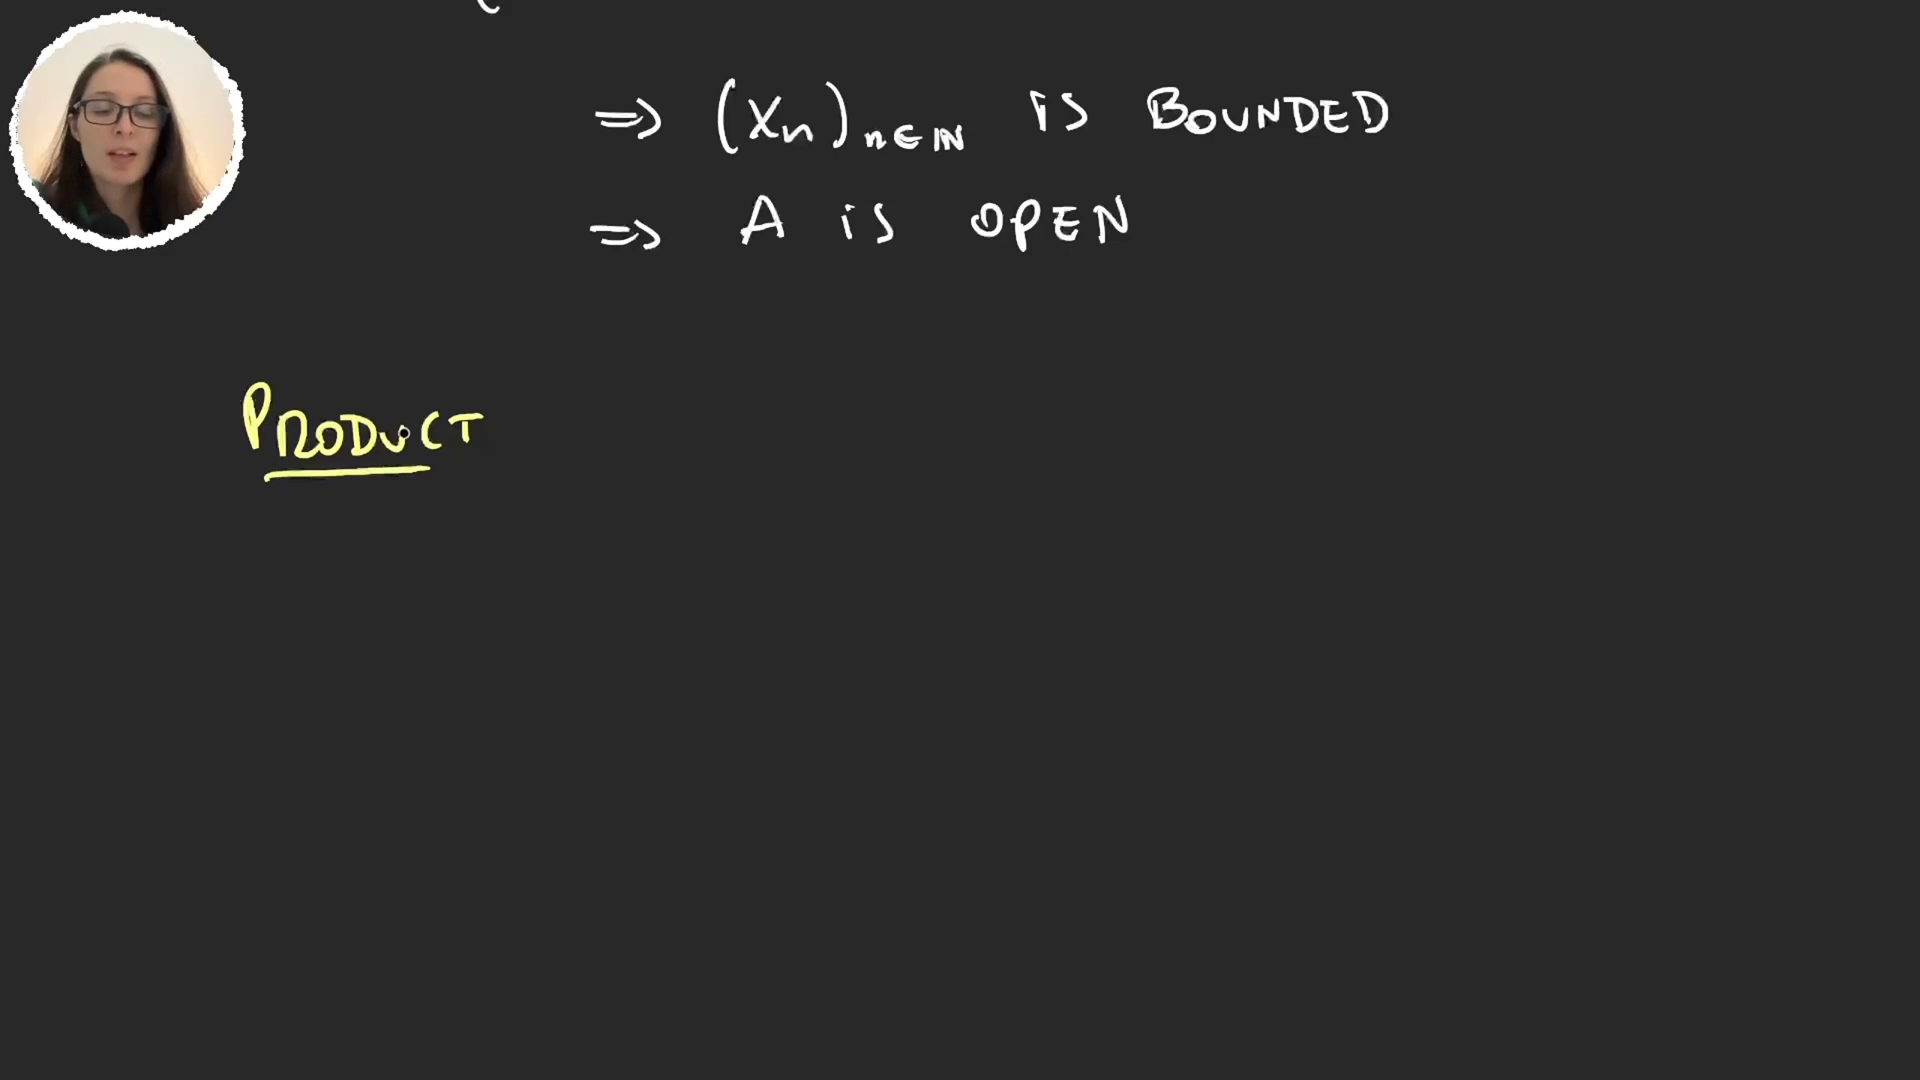 => (Xn)n∈ℕ is BOUNDED
=> A is OPEN
PRODUCT